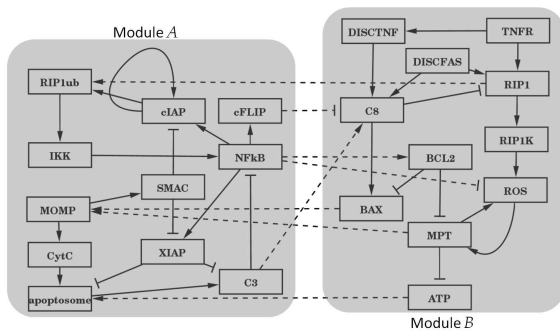 Module A
Module B
DISCTNF
TNFR
DISCFAS
RIP1ub
RIP1
cIAP
cFLIP
C8
IKK
NFkB
RIP1K
BCL2
SMAC
ROS
MOMP
BAX
MPT
CytC
XIAP
C3
apoptosome
ATP